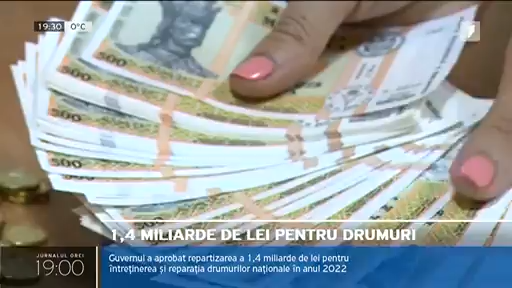 19:30 0°C
500
500
500
500
500
500
1,4 MILIARDE DE LEI PENTRU DRUMURI
JURNALUL OREI
19:00
Guvernul a aprobat repartizarea a 1,4 miliarde de lei pentru
întreținerea și reparația drumurilor naționale în anul 2022